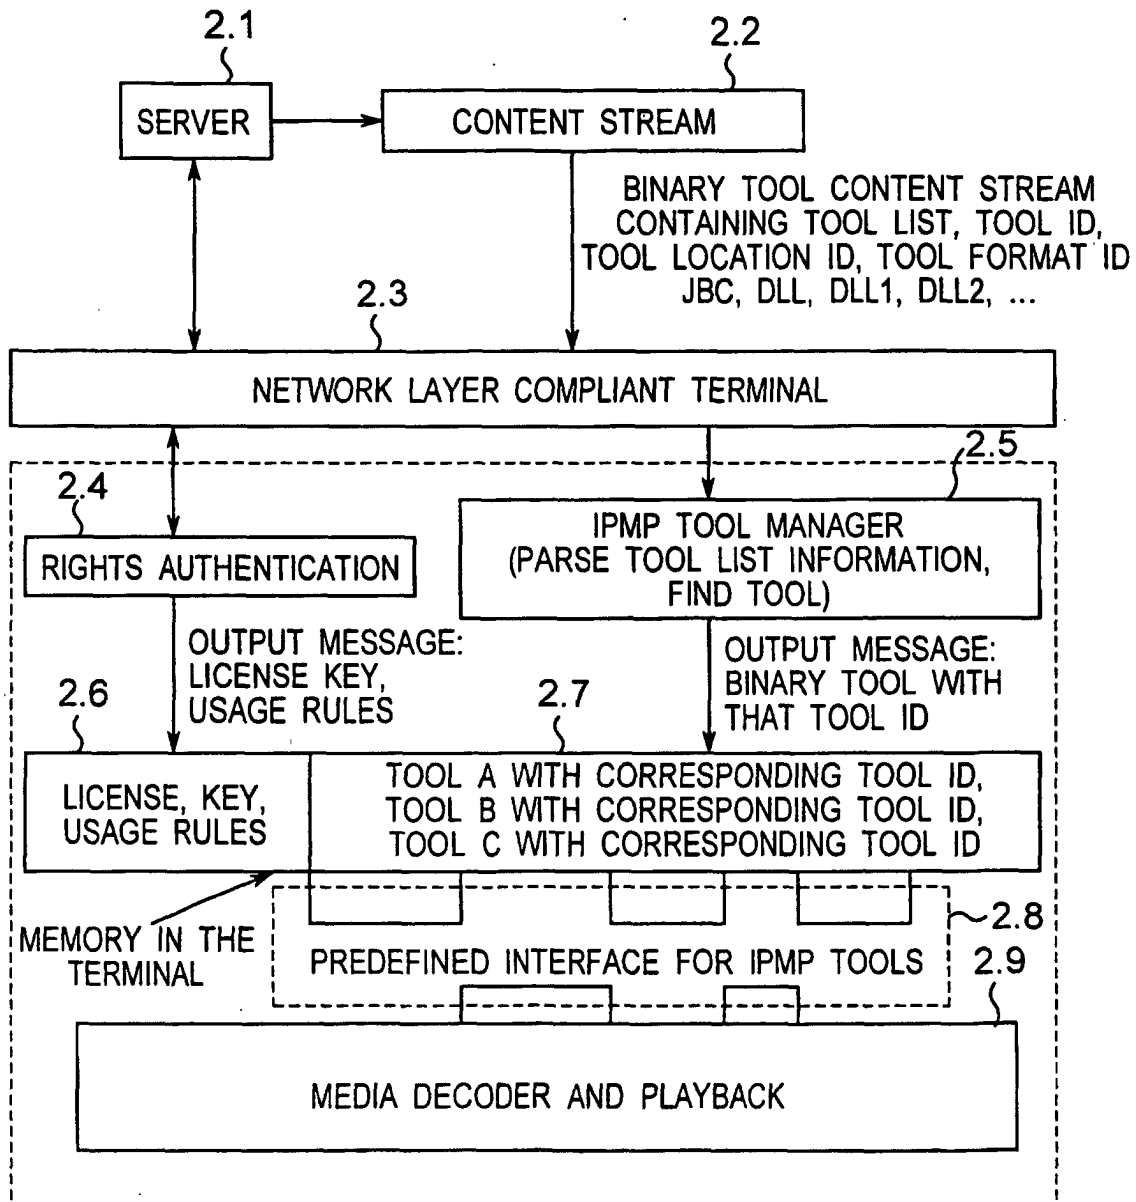 2.1
2.2
SERVER
CONTENT STREAM
BINARY TOOL CONTENT STREAM
CONTAINING TOOL LIST, TOOL ID,
TOOL LOCATION ID, TOOL FORMAT ID
JBC, DLL, DLL1, DLL2, ...
2.3
NETWORK LAYER COMPLIANT TERMINAL
2.4
2.5
RIGHTS AUTHENTICATION
IPMP TOOL MANAGER
(PARSE TOOL LIST INFORMATION,
FIND TOOL)
OUTPUT MESSAGE:
LICENSE KEY,
USAGE RULES
OUTPUT MESSAGE:
BINARY TOOL WITH
THAT TOOL ID
2.6
2.7
LICENSE, KEY,
USAGE RULES
TOOL A WITH CORRESPONDING TOOL ID,
TOOL B WITH CORRESPONDING TOOL ID,
TOOL C WITH CORRESPONDING TOOL ID
MEMORY IN THE
TERMINAL
2.8
PREDEFINED INTERFACE FOR IPMP TOOLS
2.9
MEDIA DECODER AND PLAYBACK